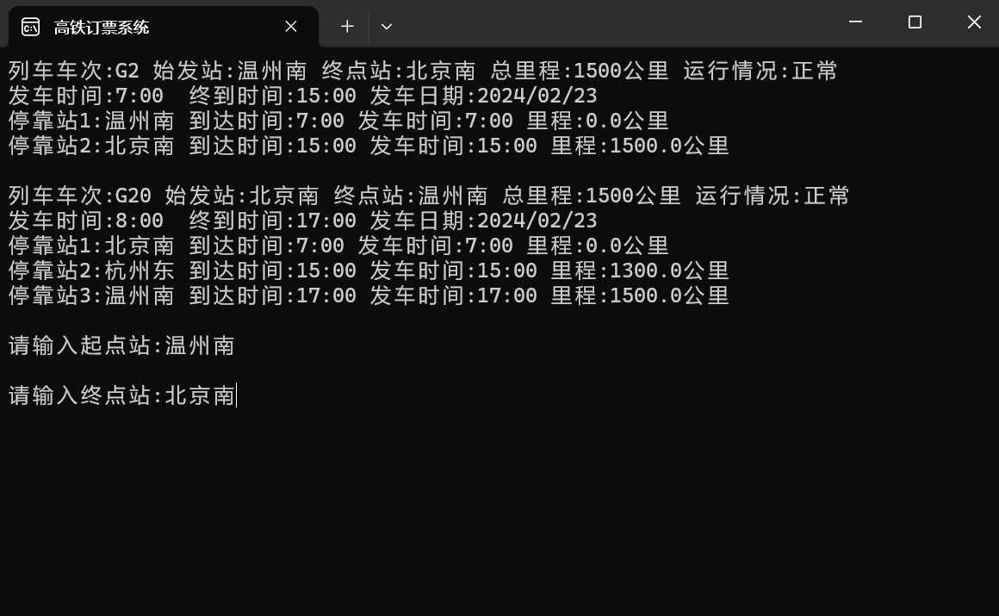 高铁订票系统
列车车次:G2 始发站:温州南 终点站:北京南 总里程:1500公里 运行情况:正常
发车时间:7:00  终到时间:15:00 发车日期:2024/02/23
停靠站1:温州南 到达时间:7:00 发车时间:7:00 里程:0.0公里
停靠站2:北京南 到达时间:15:00 发车时间:15:00 里程:1500.0公里
列车车次:G20 始发站:北京南 终点站:温州南 总里程:1500公里 运行情况:正常
发车时间:8:00  终到时间:17:00 发车日期:2024/02/23
停靠站1:北京南 到达时间:7:00 发车时间:7:00 里程:0.0公里
停靠站2:杭州东 到达时间:15:00 发车时间:15:00 里程:1300.0公里
停靠站3:温州南 到达时间:17:00 发车时间:17:00 里程:1500.0公里
请输入起点站:温州南
请输入终点站:北京南